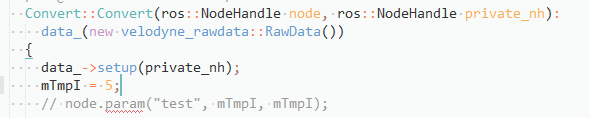 Convert::Convert(ros::NodeHandle node, ros::NodeHandle private_nh):
data_(new velodyne_rawdata::RawData())
{
data_->setup(private_nh);
mTmpI = 5;
// node.param("test", mTmpI, mTmpI);